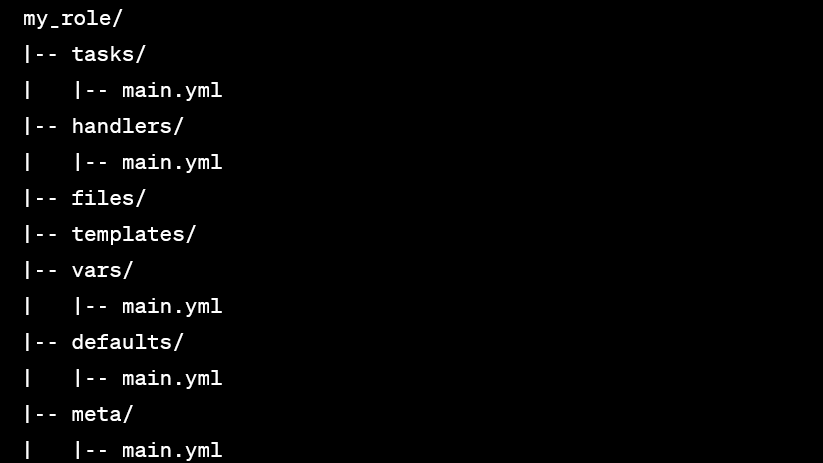 my_role/
|-- tasks/
|   |-- main.yml
|-- handlers/
|   |-- main.yml
|-- files/
|-- templates/
|-- vars/
|   |-- main.yml
|-- defaults/
|   |-- main.yml
|-- meta/
|   |-- main.yml